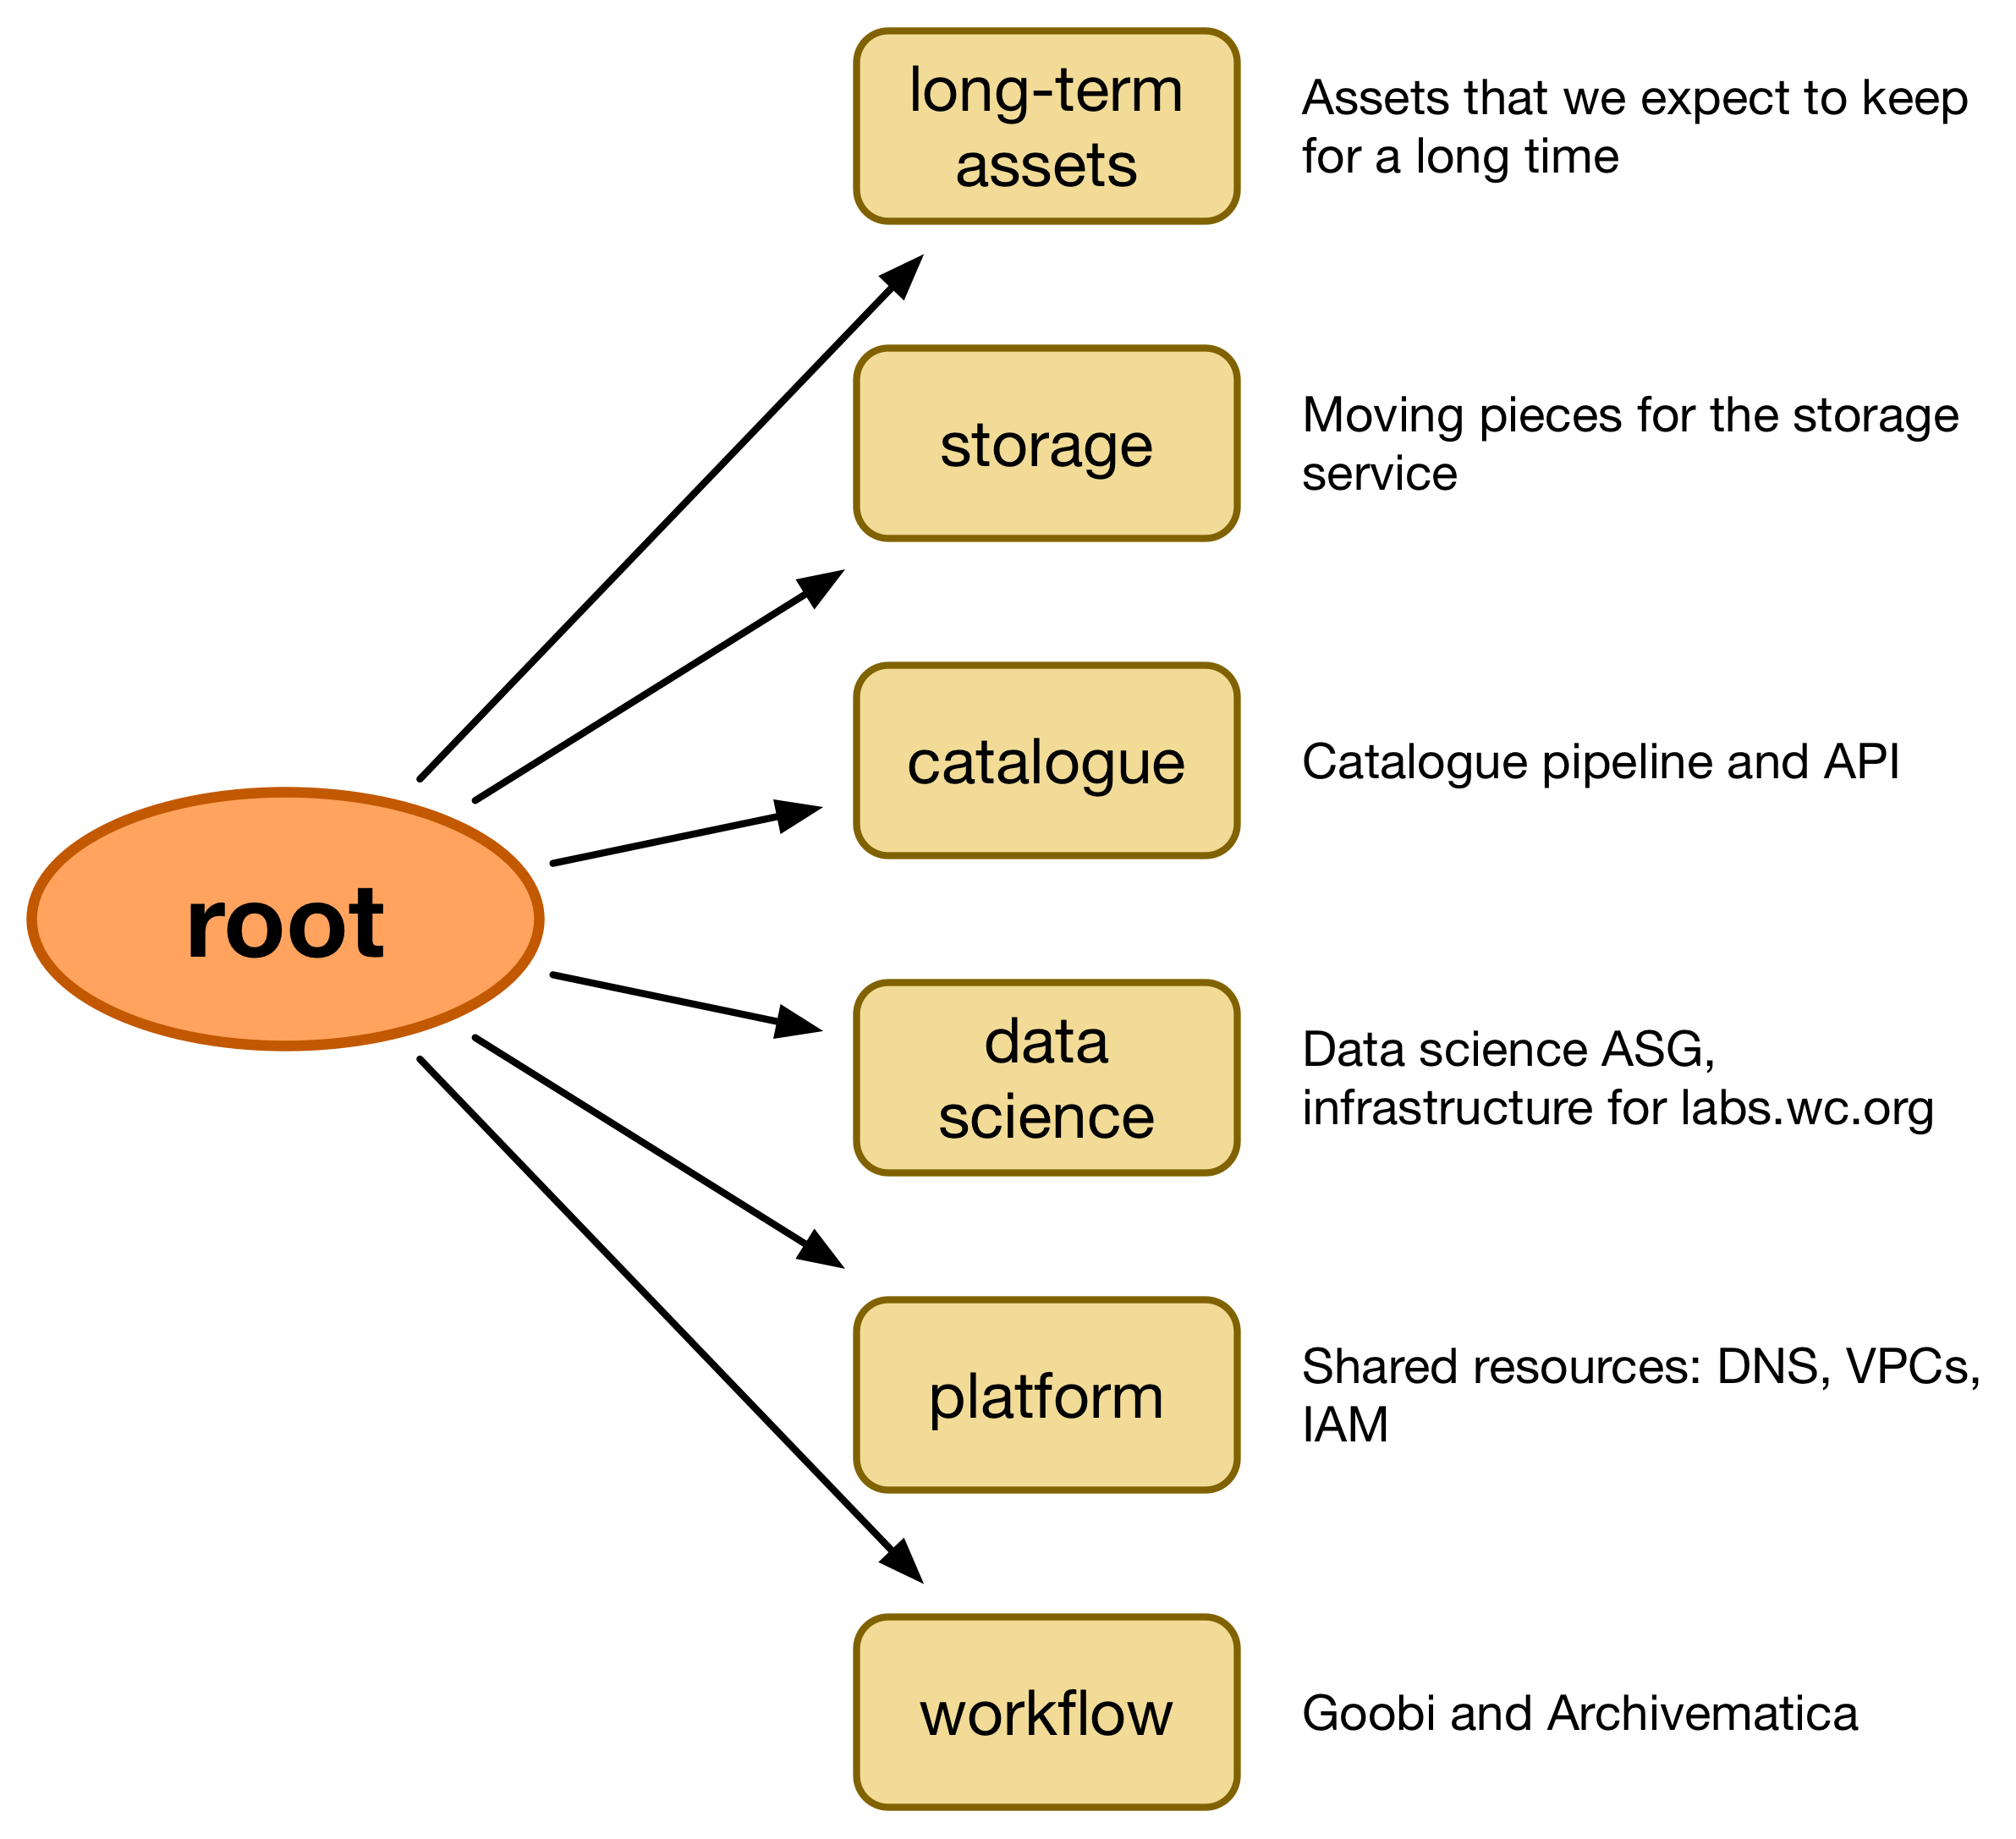 long-term
assets
Assets that we expect to keep
for a long time
storage
Moving pieces for the storage
service
catalogue
Catalogue pipeline and API
root
data
science
Data science ASG,
infrastructure for labs.wc.org
platform
Shared resources: DNS, VPCs,
IAM
workflow
Goobi and Archivematica